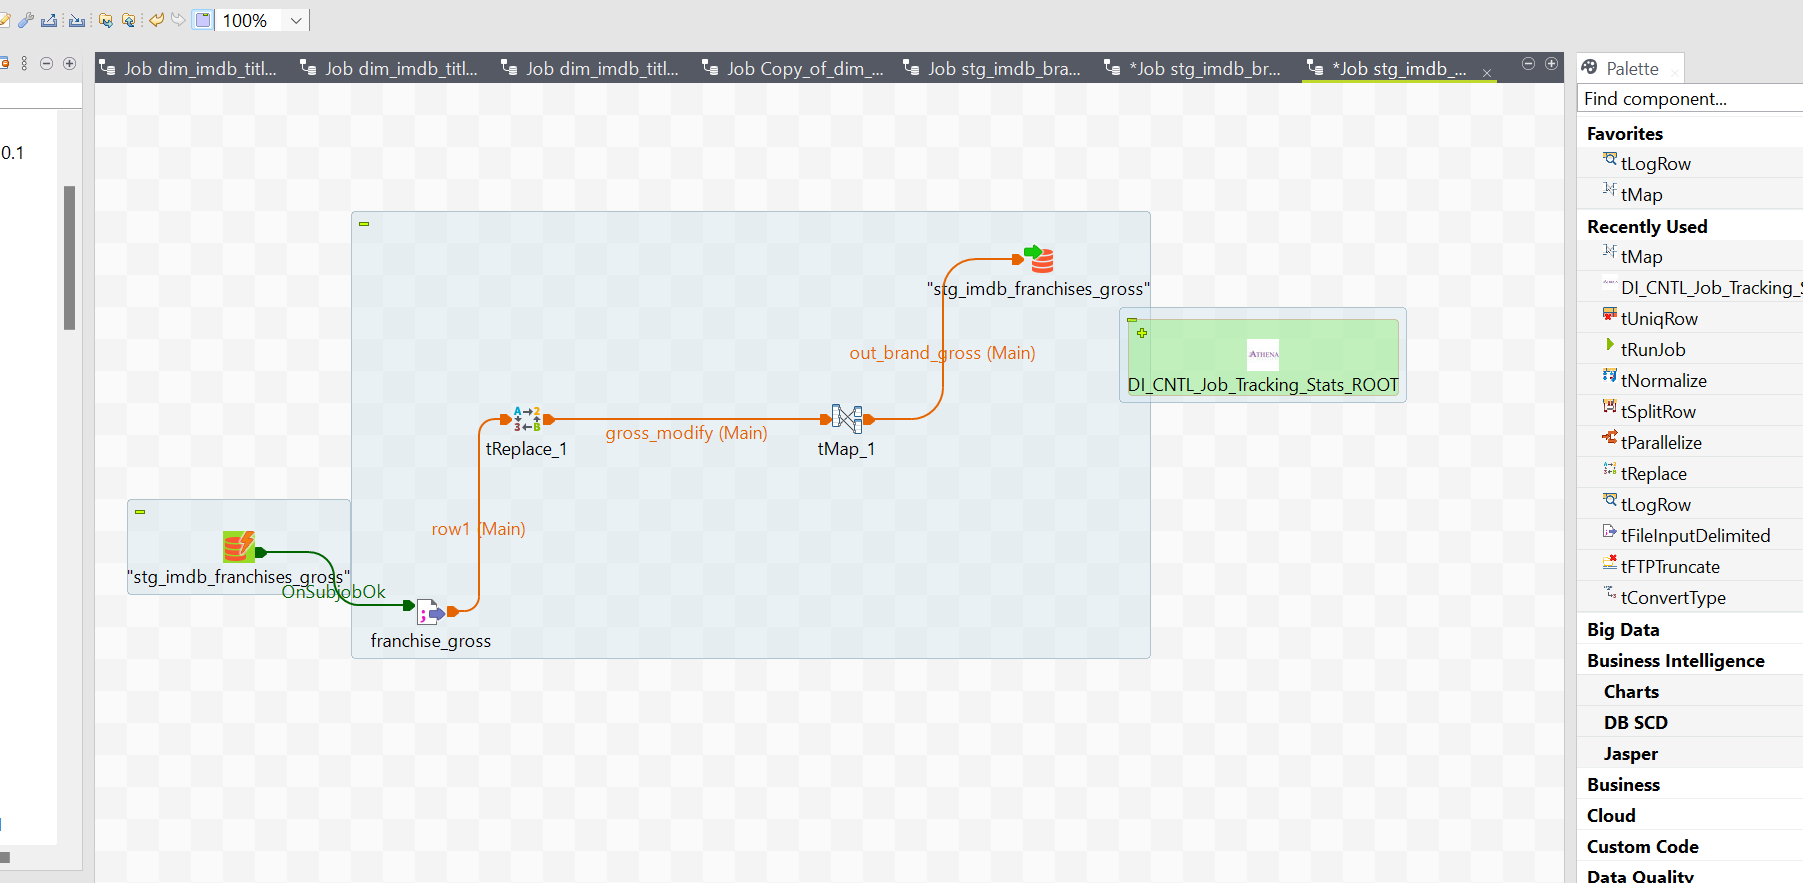 100%
Job dim_imdb_titl...
Job dim_imdb_titl...
Job dim_imdb_titl...
Job Copy_of_dim_...
Job stg_imdb_bra...
*Job stg_imdb_br...
*Job stg_imdb_...
0.1
"stg_imdb_franchises_gross"
out_brand_gross (Main)
ATHENA
DI_CNTL_Job_Tracking_Stats_ROOT
tReplace_1
gross_modify (Main)
tMap_1
row1 (Main)
"stg_imdb_franchises_gross"
OnSubjobOk
franchise_gross
Palette
Find component...
Favorites
tLogRow
tMap
Recently Used
tMap
DI_CNTL_Job_Tracking_S
tUniqRow
tRunJob
tNormalize
tSplitRow
tParallelize
tReplace
tLogRow
tFileInputDelimited
tFTPTruncate
tConvertType
Big Data
Business Intelligence
Charts
DB SCD
Jasper
Business
Cloud
Custom Code
Data Quality